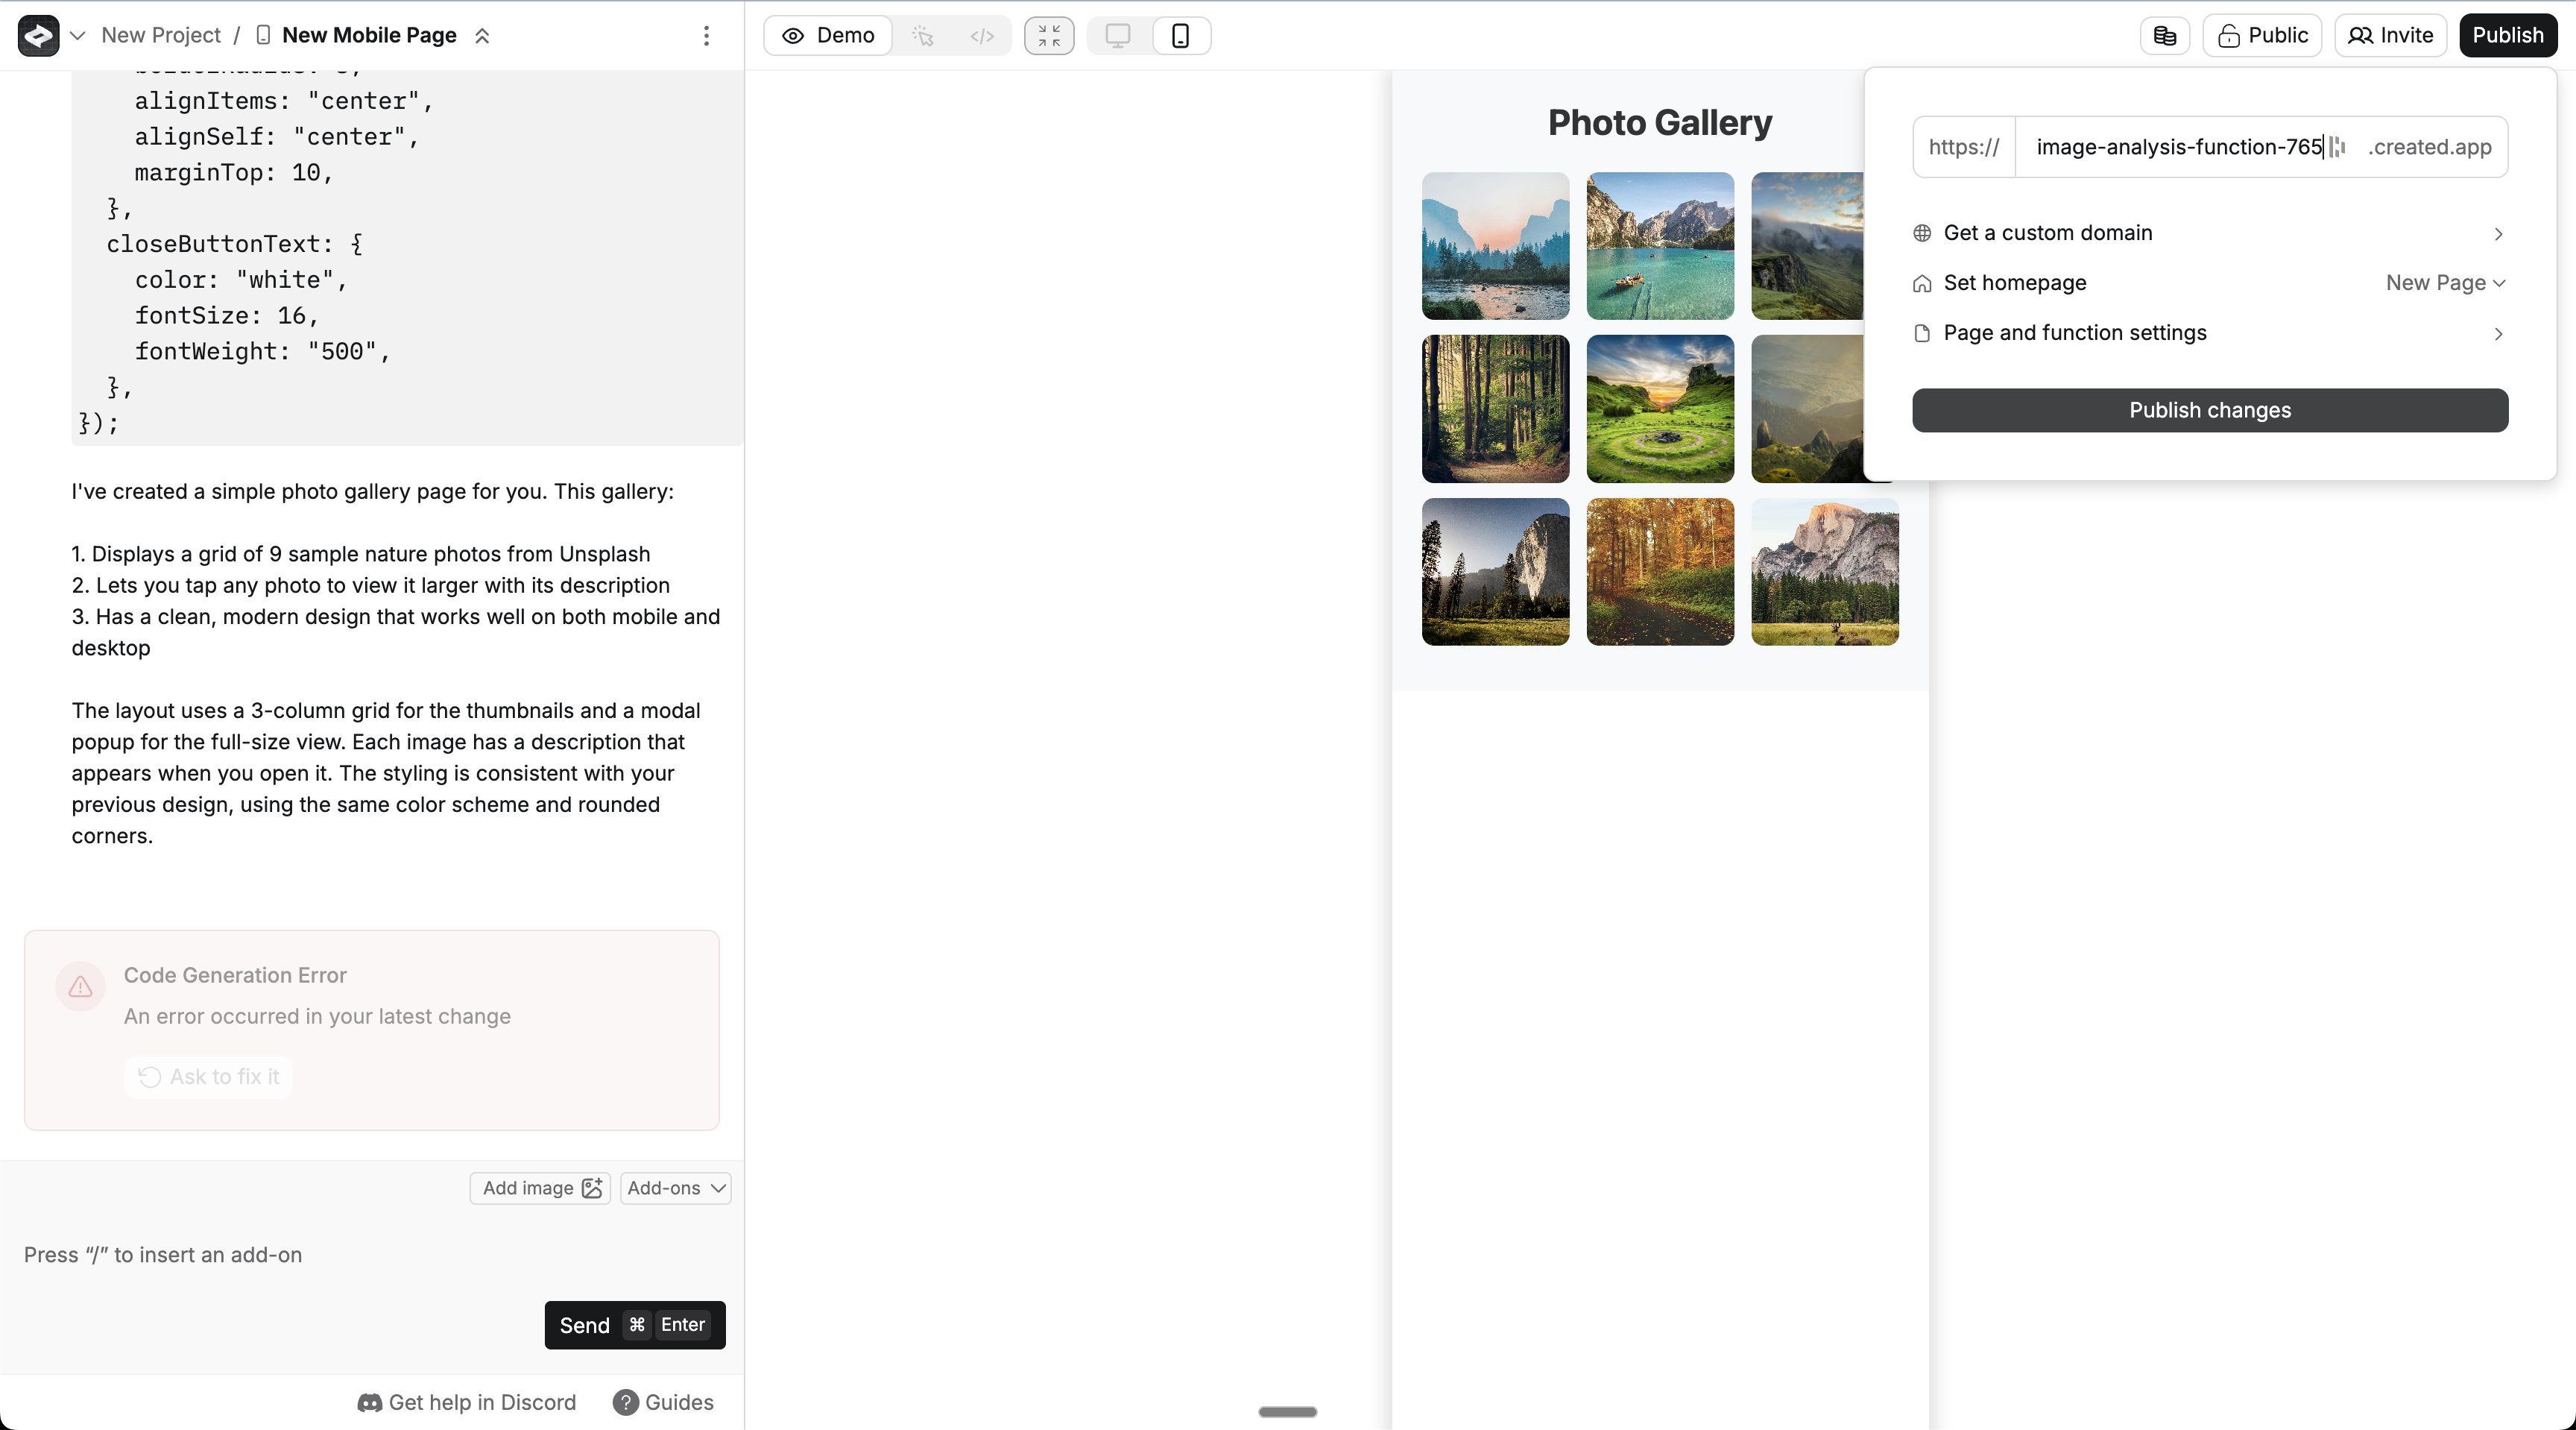 New Project / New Mobile Page
Demo
Public
Invite
Publish
alignItems: "center",
alignSelf: "center",
marginTop: 10,
},
closeButtonText: {
color: "white",
fontSize: 16,
fontWeight: "500",
},
});
I've created a simple photo gallery page for you. This gallery:
1. Displays a grid of 9 sample nature photos from Unsplash
2. Lets you tap any photo to view it larger with its description
3. Has a clean, modern design that works well on both mobile and
desktop
The layout uses a 3-column grid for the thumbnails and a modal
popup for the full-size view. Each image has a description that
appears when you open it. The styling is consistent with your
previous design, using the same color scheme and rounded
corners.
Code Generation Error
An error occurred in your latest change
Ask to fix it
Add image
Add-ons
Press “/” to insert an add-on
Send ⌘ Enter
Get help in Discord
? Guides
Photo Gallery
https:// image-analysis-function-765 .created.app
Get a custom domain
Set homepage New Page
Page and function settings
Publish changes